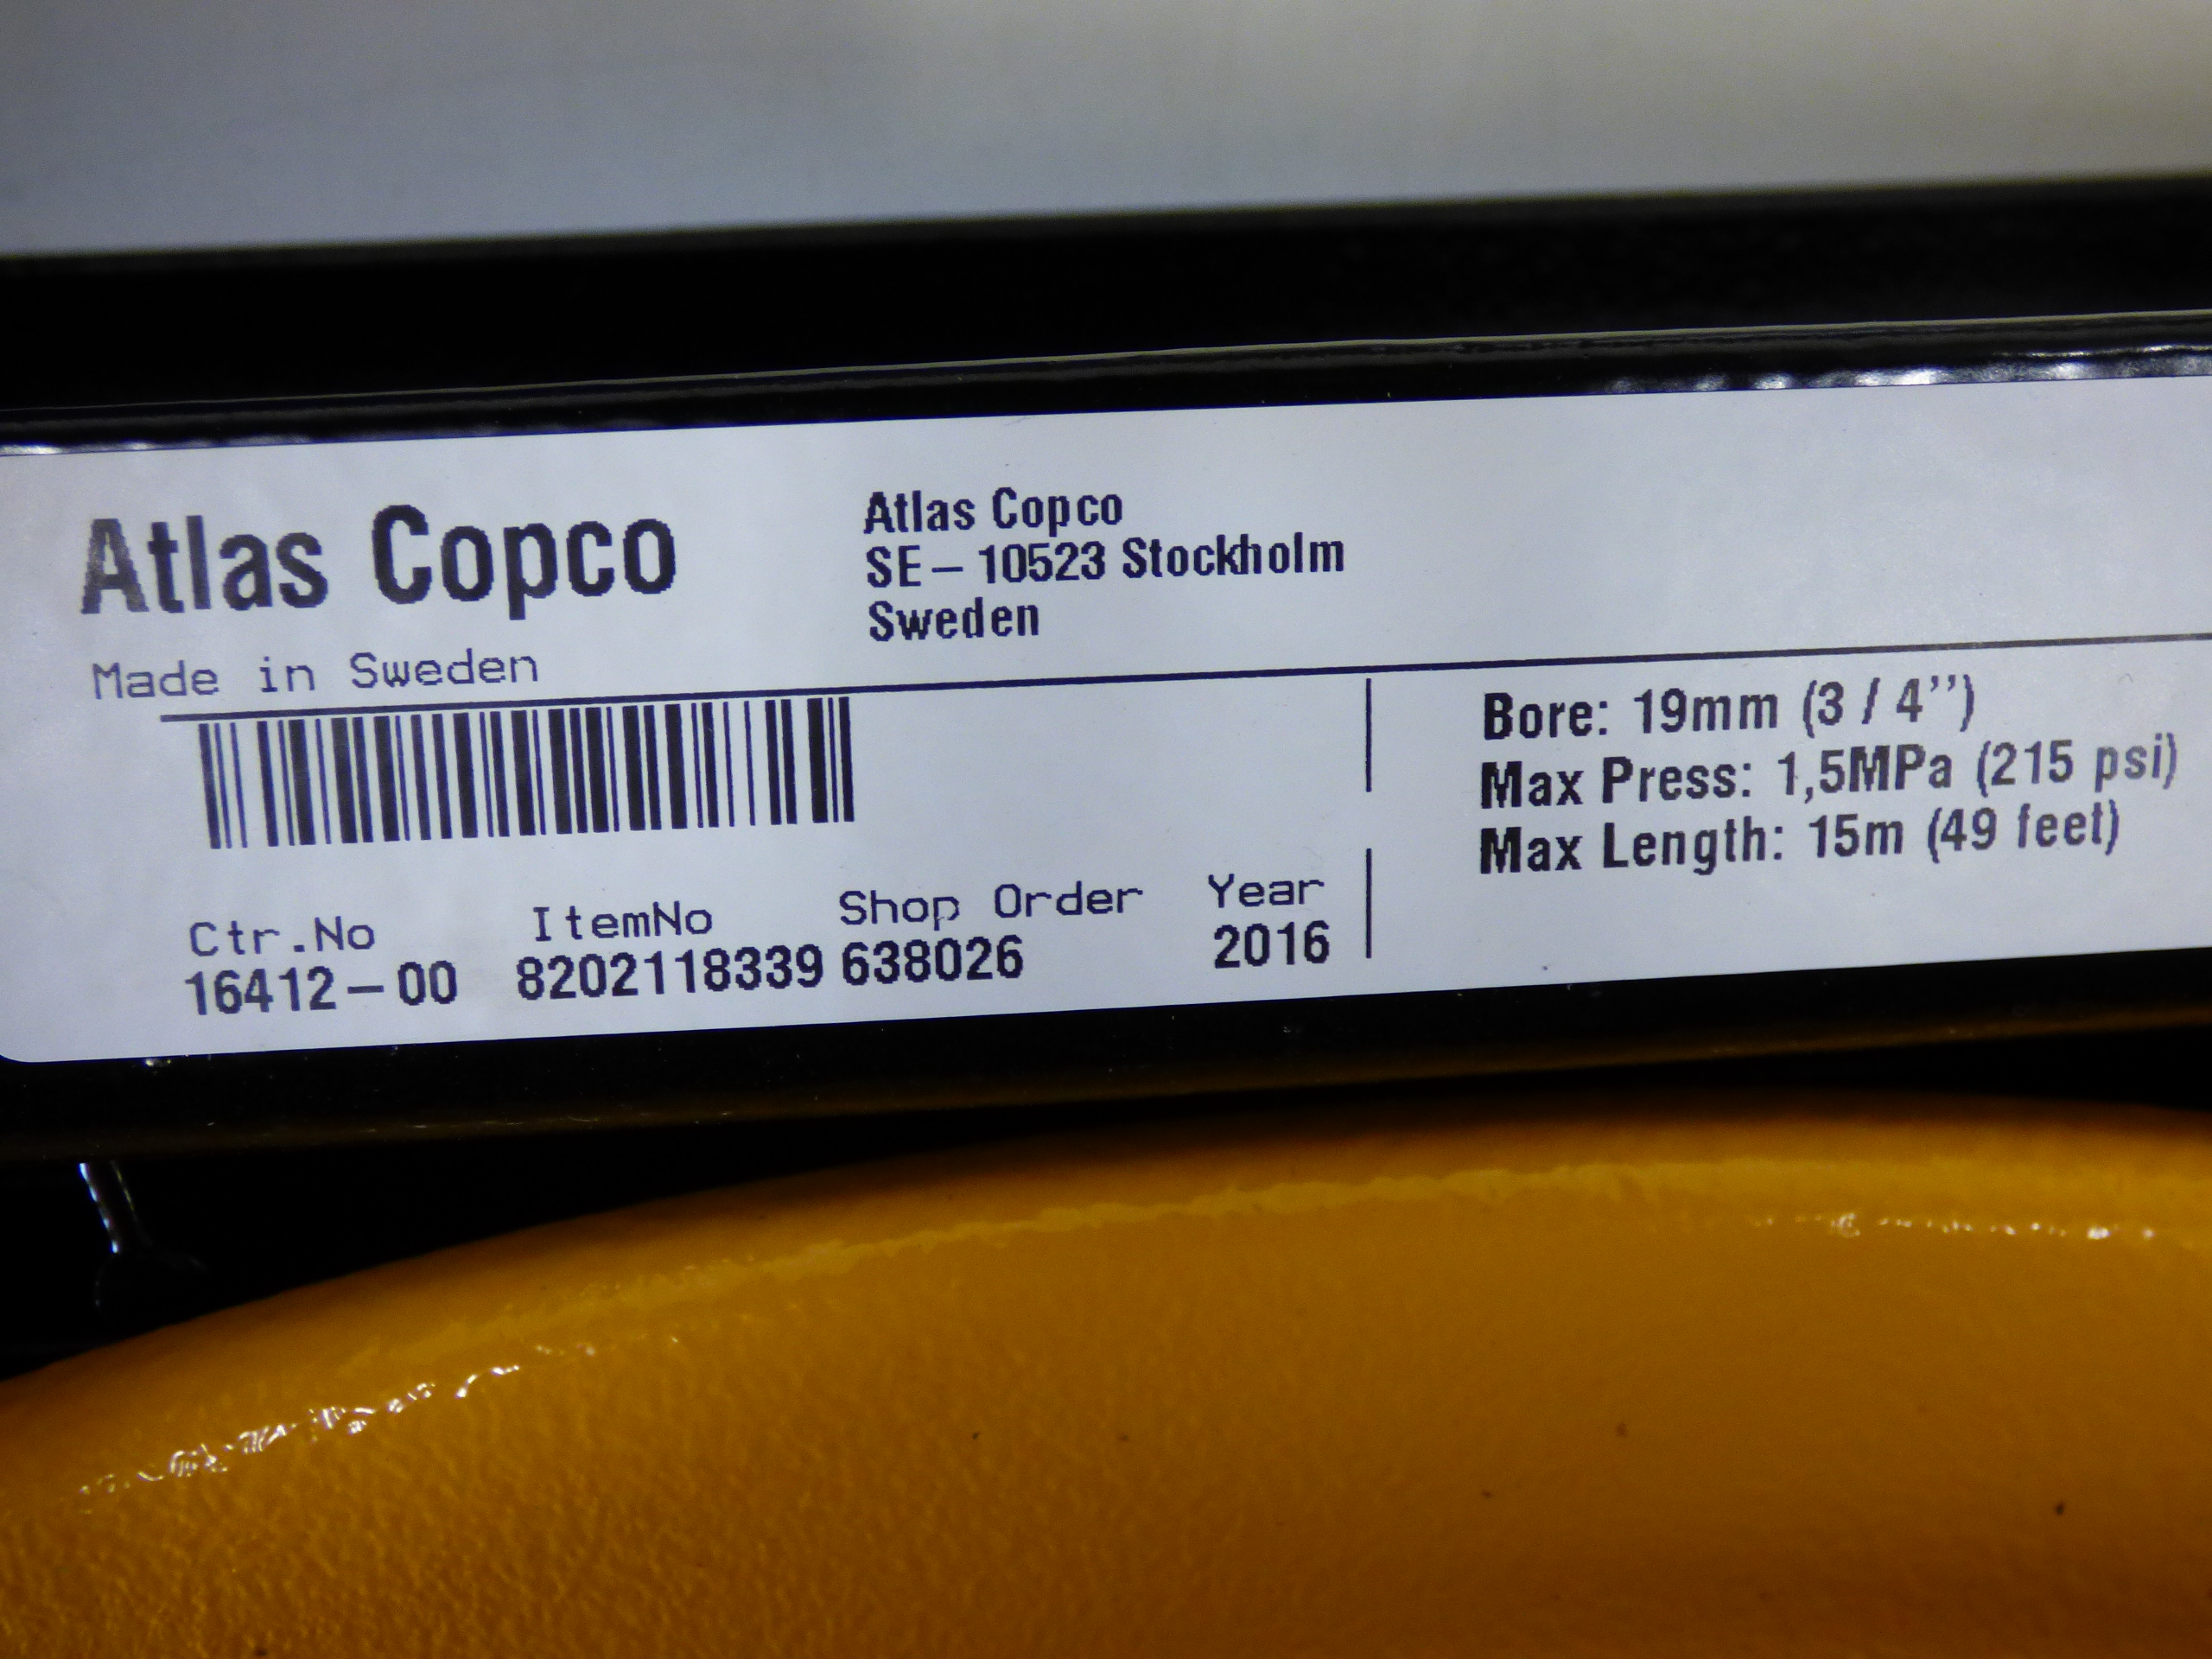 Atlas Copco
Made in Sweden
Atlas Copco
SE – 10523 Stockholm
Sweden
Bore: 19mm (3 / 4’’)
Max Press: 1,5MPa (215 psi)
Max Length: 15m (49 feet)
Ctr.No ItemNo Shop Order Year
16412–00 8202118339 638026 2016